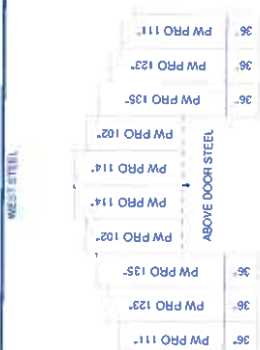 PW PRO 111" 36"
PW PRO 123" 36"
PW PRO 135" 36"
PW PRO 102"
PW PRO 114"
PW PRO 114"
PW PRO 102"
PW PRO 135" 36"
PW PRO 123" 36"
PW PRO 111" 36"
ABOVE DOOR STEEL
WEST STEEL